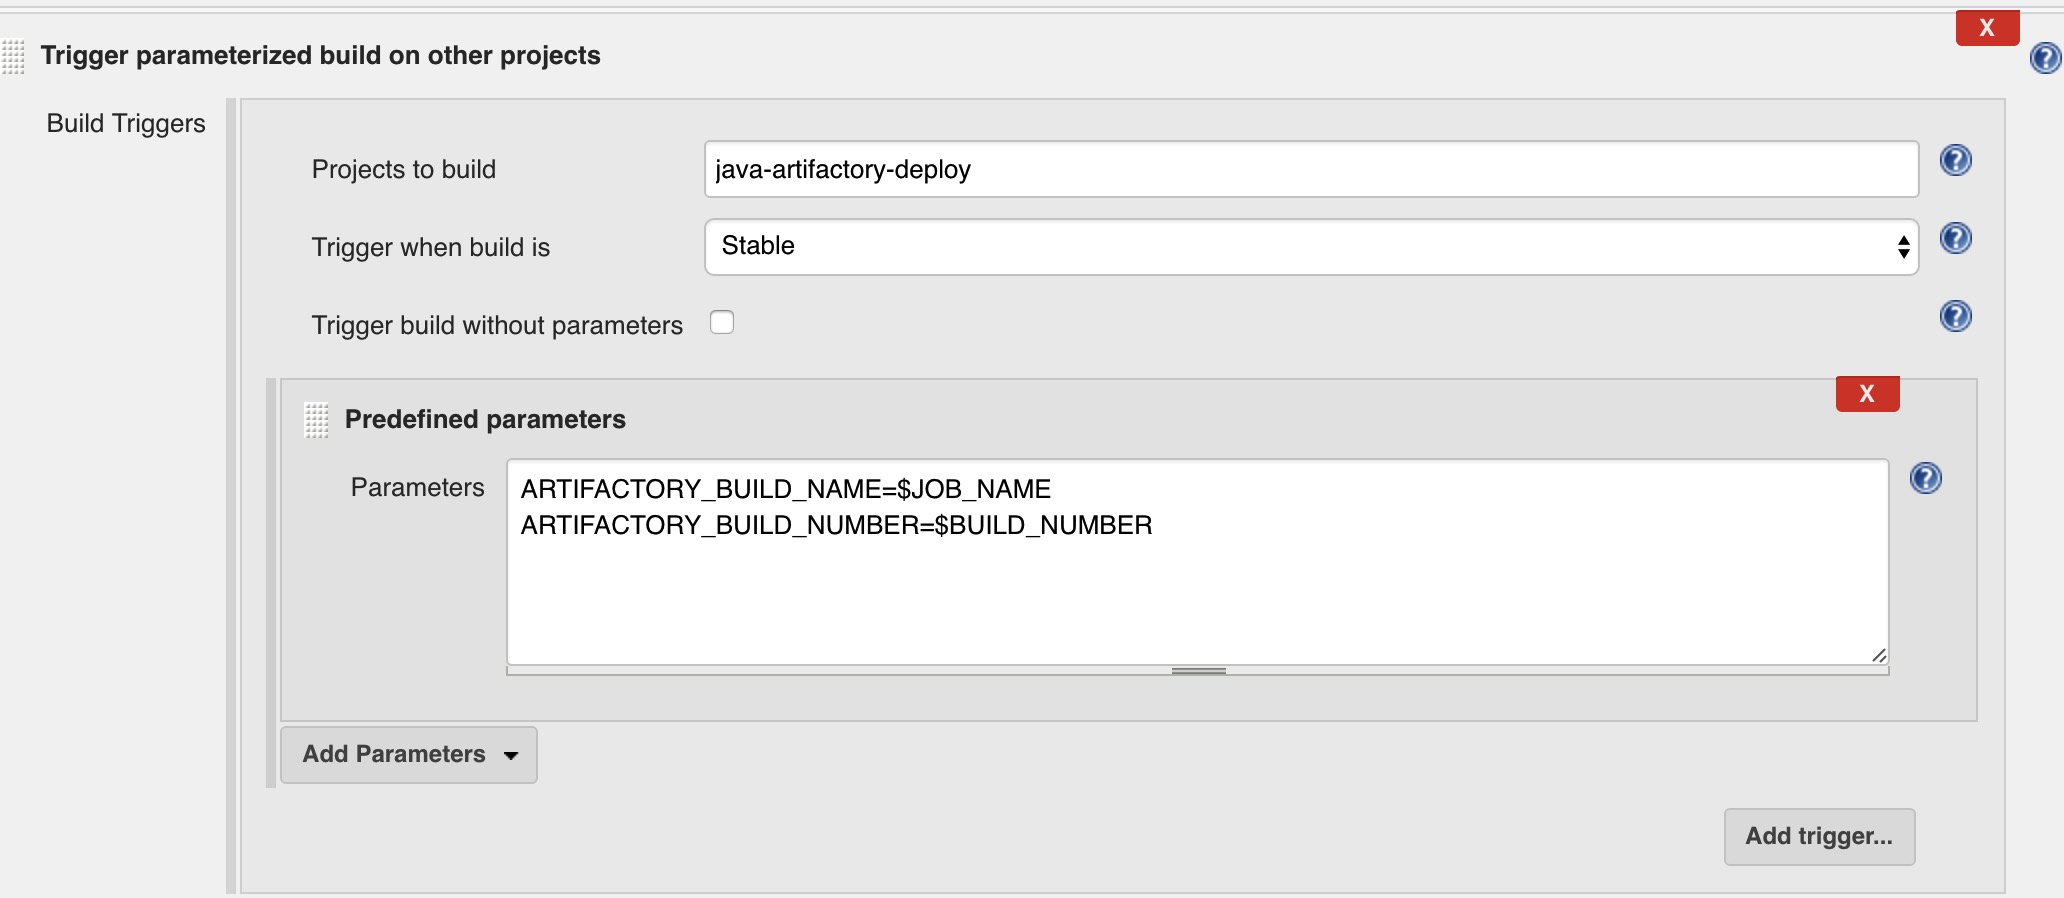 X
Trigger parameterized build on other projects
?
Build Triggers
Projects to build java-artifactory-deploy ?
Trigger when build is Stable ?
Trigger build without parameters ?
X
Predefined parameters
Parameters ARTIFACTORY_BUILD_NAME=$JOB_NAME ?
ARTIFACTORY_BUILD_NUMBER=$BUILD_NUMBER
Add Parameters
Add trigger...